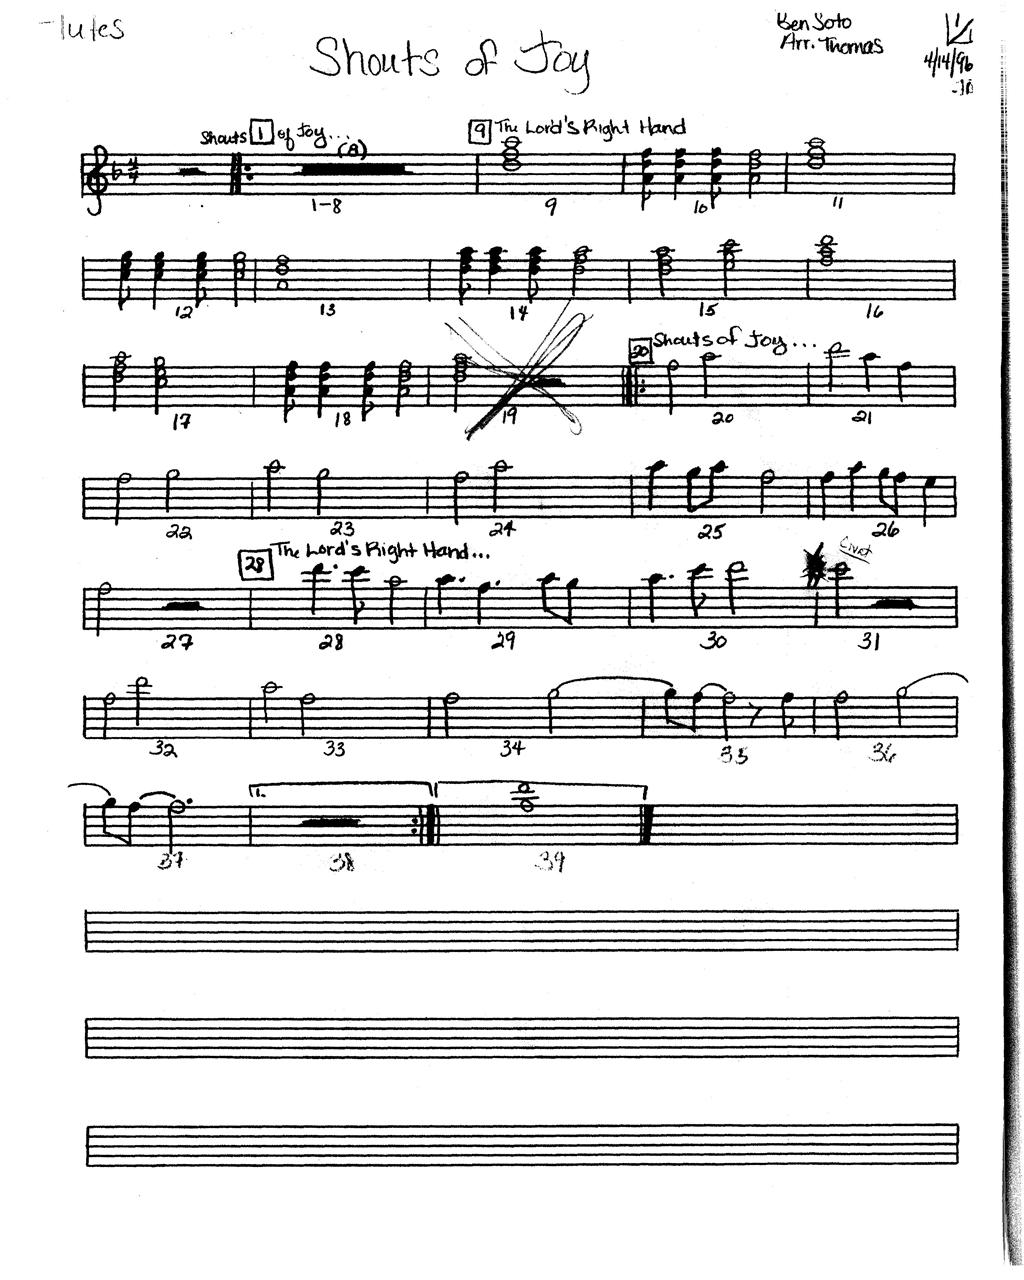 Flutes
Ben Soto
Arr. Thomas
4/14/96
Shouts of Joy
Shouts 1 of Joy... (8) 9 The Lord's Right Hand
1-8 9 10 11
12 13 14 15 16
20 Shouts of Joy...
17 18 19 20 21
22 23 24 25 26
28 The Lord's Right Hand...
27 28 29 30 31
32 33 34 35 36
1.
37 38 39